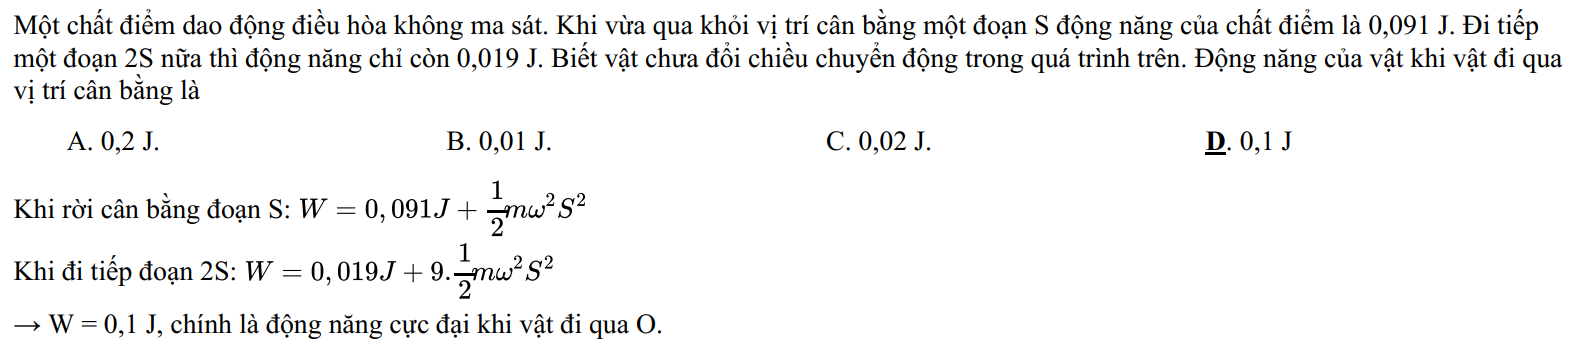 Một chất điểm dao động điều hòa không ma sát. Khi vừa qua khỏi vị trí cân bằng một đoạn S động năng của chất điểm là 0,091 J. Đi tiếp
một đoạn 2S nữa thì động năng chỉ còn 0,019 J. Biết vật chưa đổi chiều chuyển động trong quá trình trên. Động năng của vật khi vật đi qua
vị trí cân bằng là
A. 0,2 J. B. 0,01 J. C. 0,02 J. D. 0,1 J
Khi rời cân bằng đoạn S: $W = 0,091J + \frac{1}{2}m\omega^2S^2$
Khi đi tiếp đoạn 2S: $W = 0,019J + 9.\frac{1}{2}m\omega^2S^2$
→ W = 0,1 J, chính là động năng cực đại khi vật đi qua O.